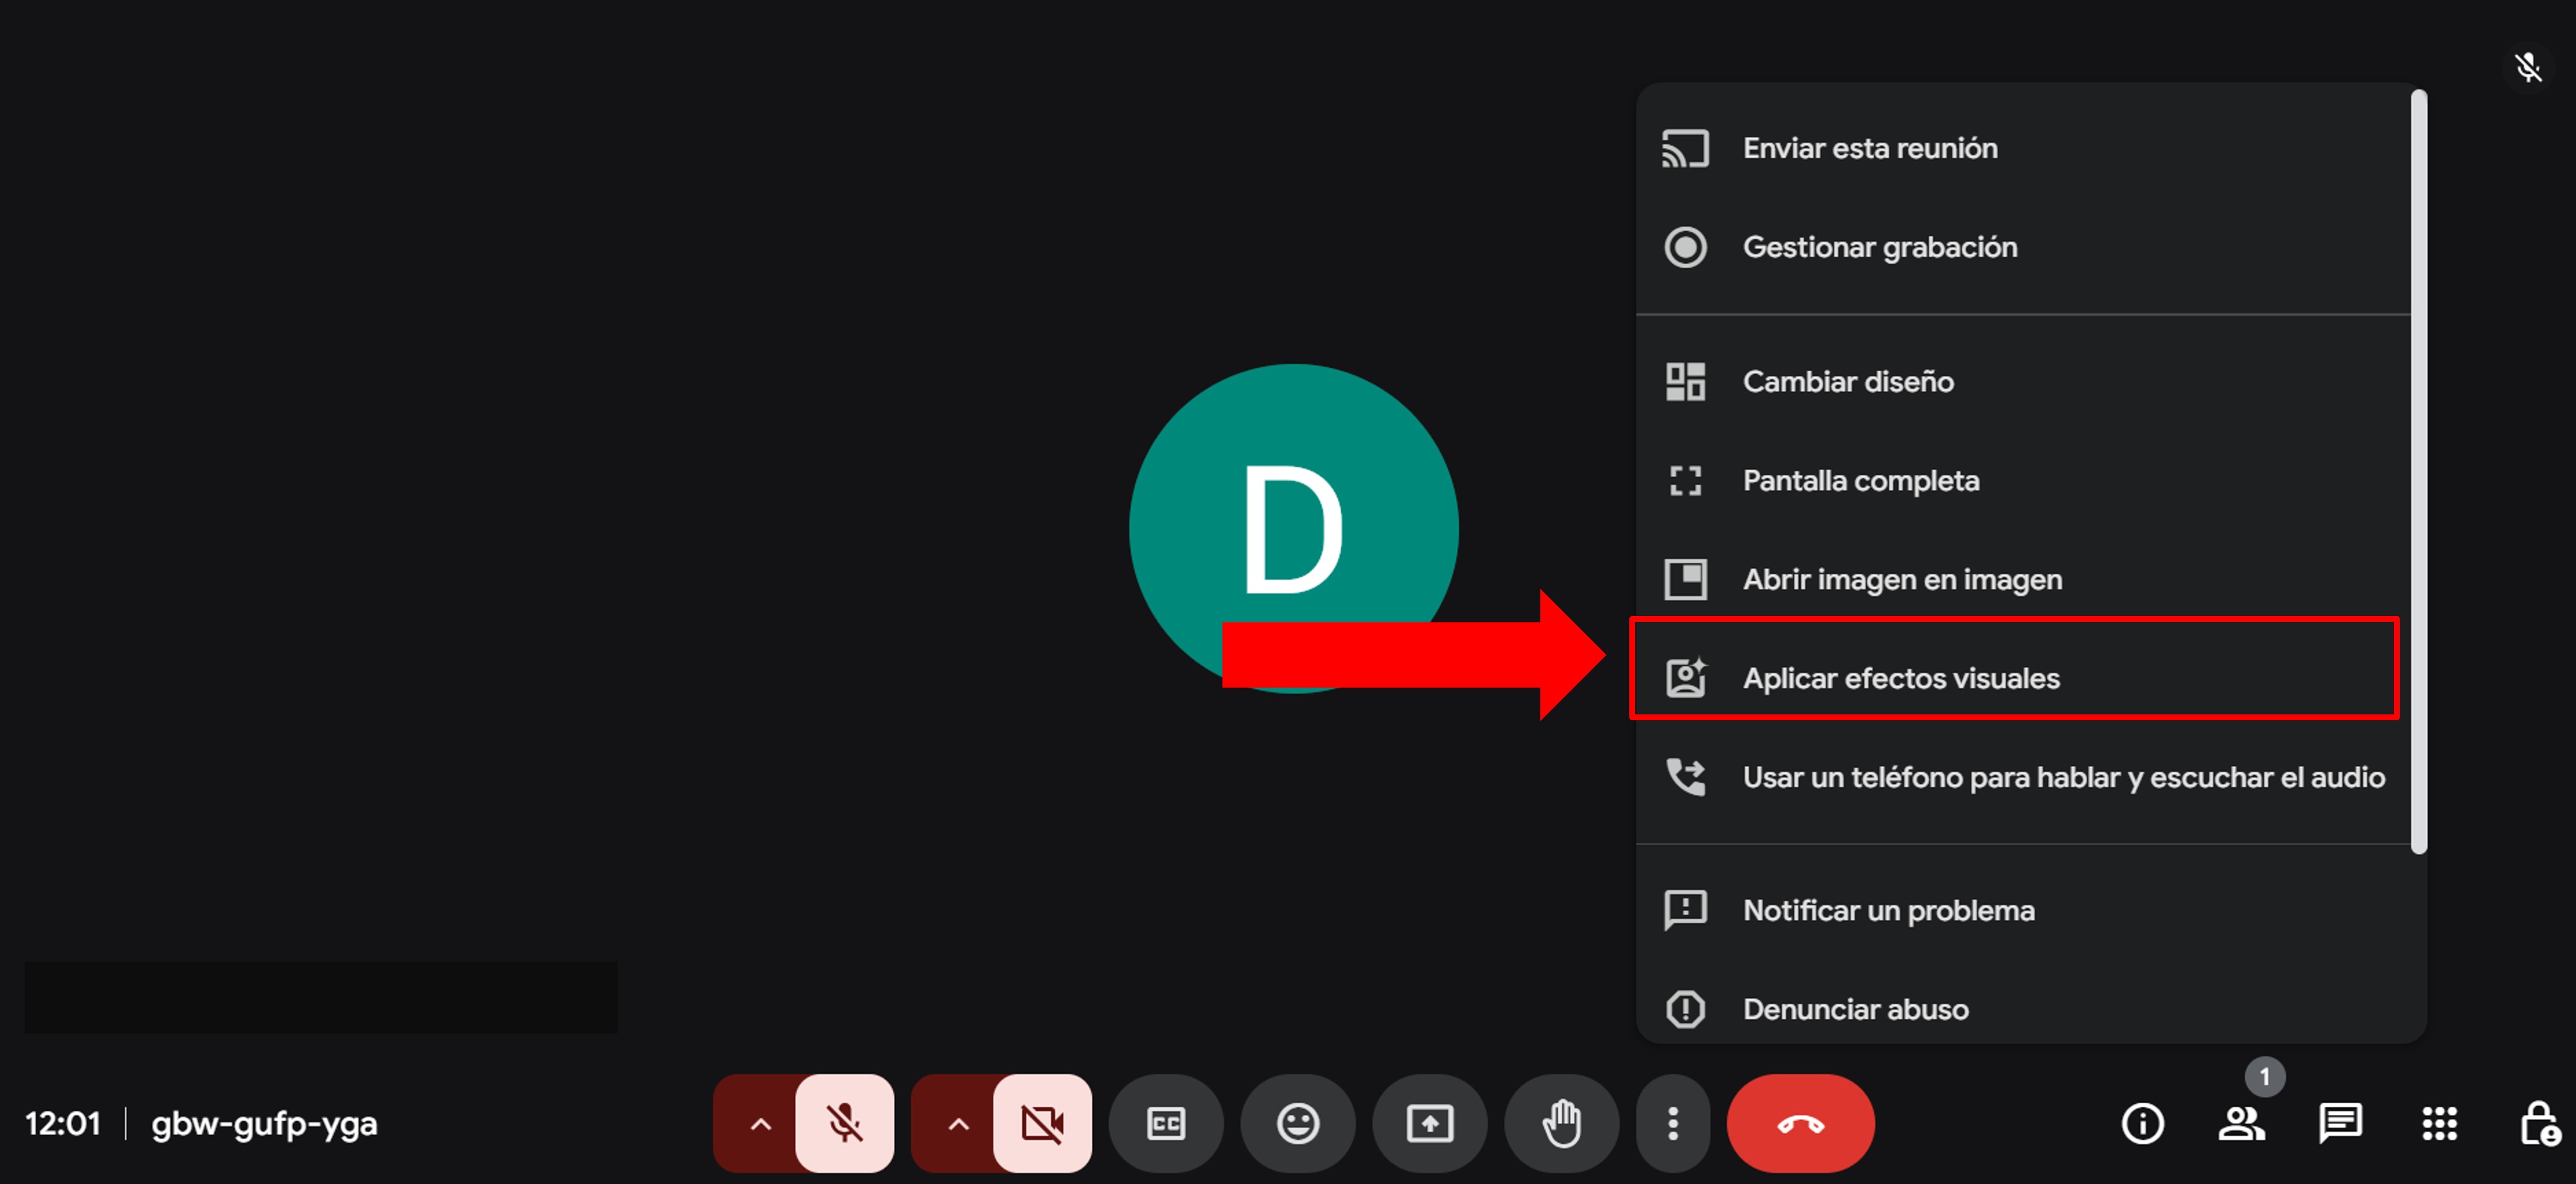 Enviar esta reunión
Gestionar grabación
Cambiar diseño
Pantalla completa
D
Abrir imagen en imagen
Aplicar efectos visuales
Usar un teléfono para hablar y escuchar el audio
Notificar un problema
Denunciar abuso
1
12:01 | gbw-gufp-yga
CC